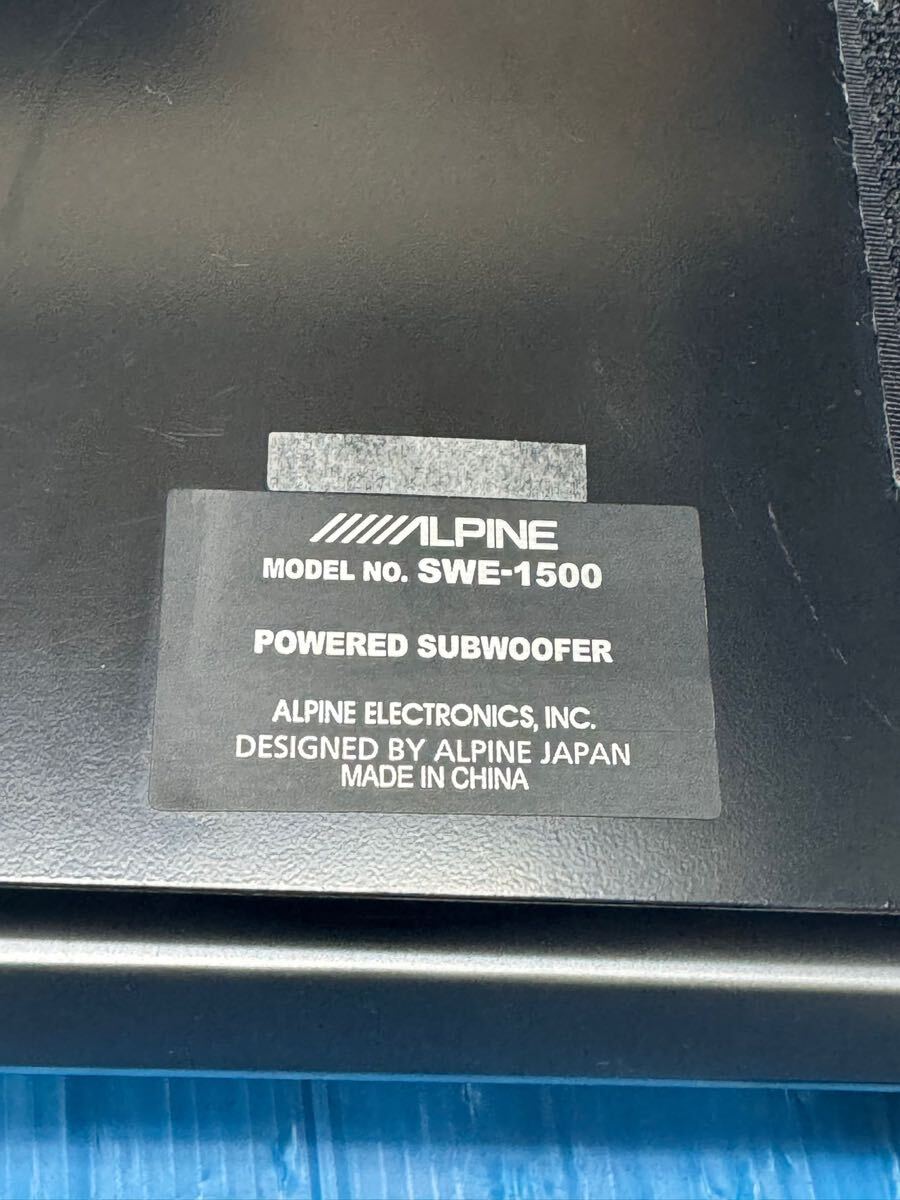 ALPINE
MODEL NO. SWE-1500
POWERED SUBWOOFER
ALPINE ELECTRONICS, INC.
DESIGNED BY ALPINE JAPAN
MADE IN CHINA